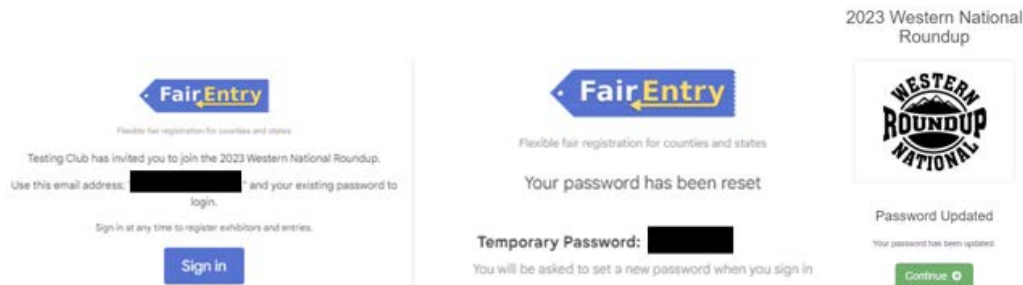 FairEntry
Flexible fair registration for counties and states
Testing Club has invited you to join the 2023 Western National Roundup.
Use this email address: " " and your existing password to
login.
Sign in at any time to register exhibitors and entries.
Sign in
FairEntry
Flexible fair registration for counties and states
Your password has been reset
Temporary Password:
You will be asked to set a new password when you sign in
2023 Western National
Roundup
WESTERN
ROUNDUP
NATIONAL
Password Updated
Your password has been updated.
Continue